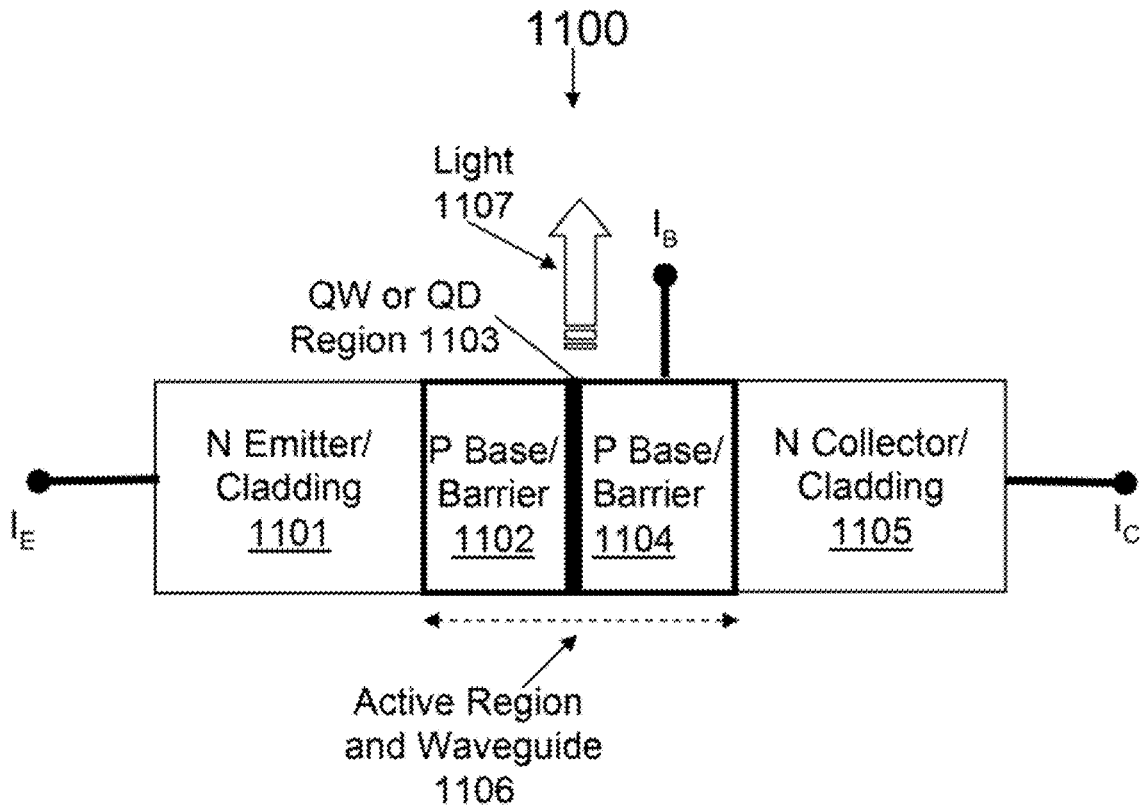 1100
Light
1107
I_B
QW or QD
Region 1103
N Emitter/
Cladding
1101
P Base/
Barrier
1102
P Base/
Barrier
1104
N Collector/
Cladding
1105
I_E
I_C
Active Region
and Waveguide
1106